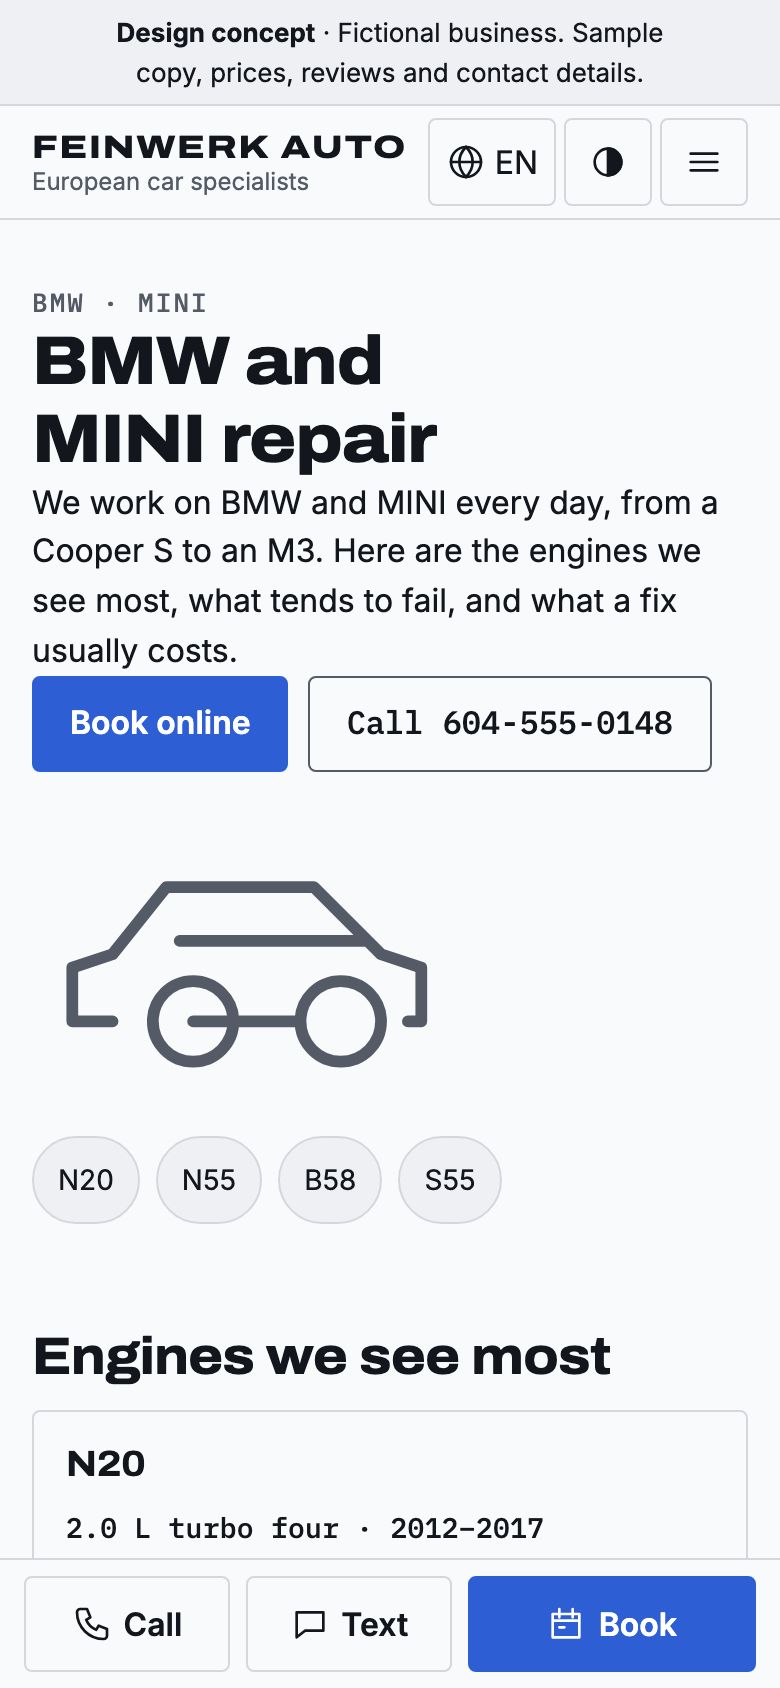 Design concept · Fictional business. Sample
copy, prices, reviews and contact details.
FEINWERK AUTO
European car specialists
EN
BMW · MINI
BMW and
MINI repair
We work on BMW and MINI every day, from a
Cooper S to an M3. Here are the engines we
see most, what tends to fail, and what a fix
usually costs.
Book online
Call 604-555-0148
N20
N55
B58
S55
Engines we see most
N20
2.0 L turbo four · 2012–2017
Call
Text
Book